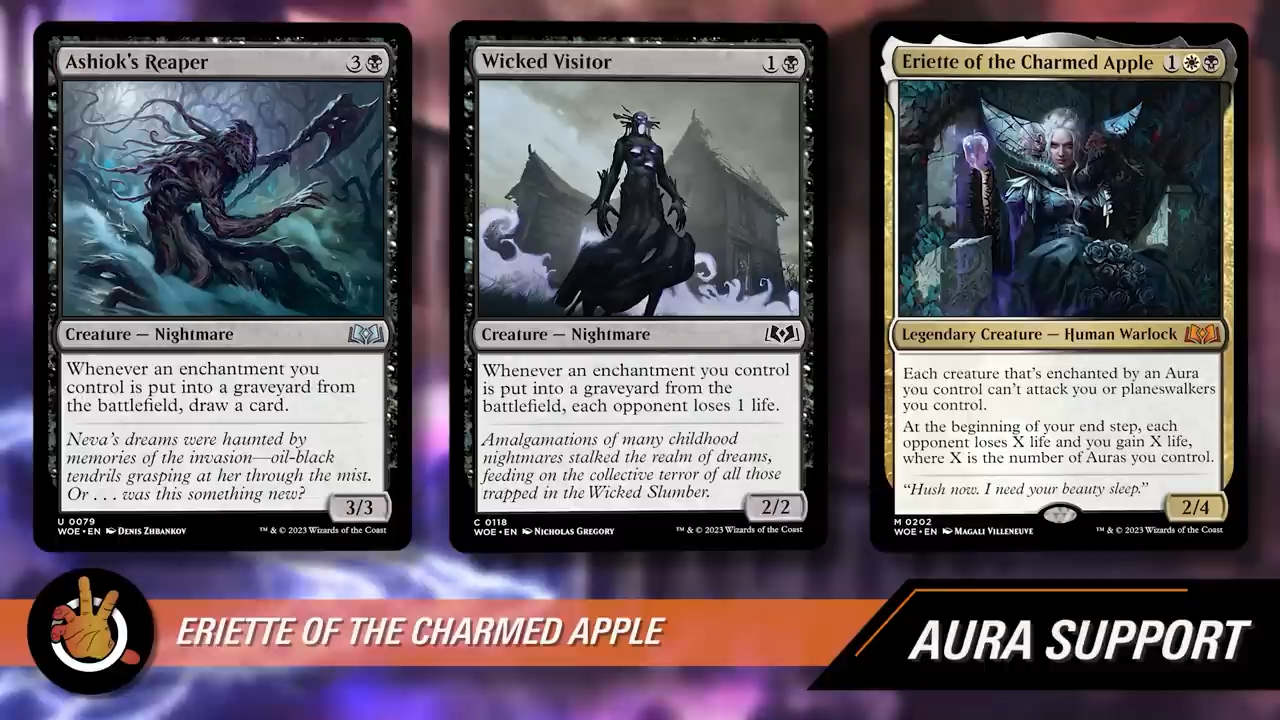 Ashiok's Reaper 3
Creature — Nightmare
Whenever an enchantment you
control is put into a graveyard from
the battlefield, draw a card.
Neva's dreams were haunted by
memories of the invasion—oil-black
tendrils grasping at her through the mist.
Or . . . was this something new?
3/3
U 0079
WOE • EN Denis Zhbankov
™ & © 2023 Wizards of the Coast
Wicked Visitor 1
Creature — Nightmare
Whenever an enchantment you control
is put into a graveyard from the
battlefield, each opponent loses 1 life.
Amalgamations of many childhood
nightmares stalked the realm of dreams,
feeding on the collective terror of all those
trapped in the Wicked Slumber.
2/2
C 0118
WOE • EN Nicholas Gregory
™ & © 2023 Wizards of the Coast
Eriette of the Charmed Apple 1
Legendary Creature — Human Warlock
Each creature that's enchanted by an Aura
you control can't attack you or planeswalkers
you control.
At the beginning of your end step, each
opponent loses X life and you gain X life,
where X is the number of Auras you control.
“Hush now. I need your beauty sleep.”
2/4
M 0202
WOE • EN Magali Villeneuve
™ & © 2023 Wizards of the Coast
ERIETTE OF THE CHARMED APPLE
AURA SUPPORT